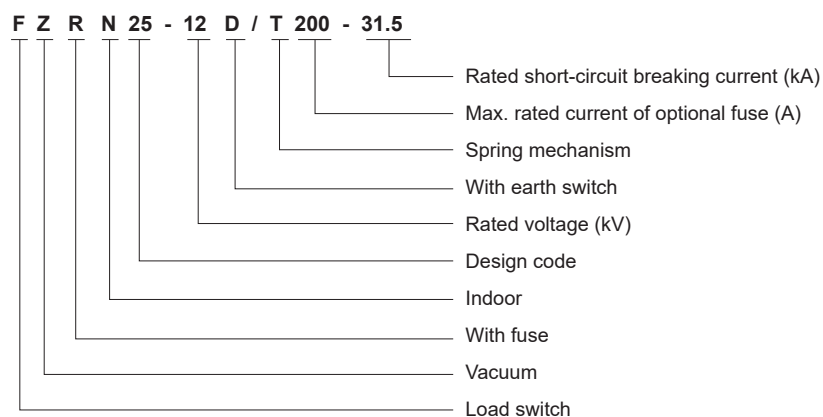 F Z R N 25 - 12 D / T 200 - 31.5
Rated short-circuit breaking current (kA)
Max. rated current of optional fuse (A)
Spring mechanism
With earth switch
Rated voltage (kV)
Design code
Indoor
With fuse
Vacuum
Load switch